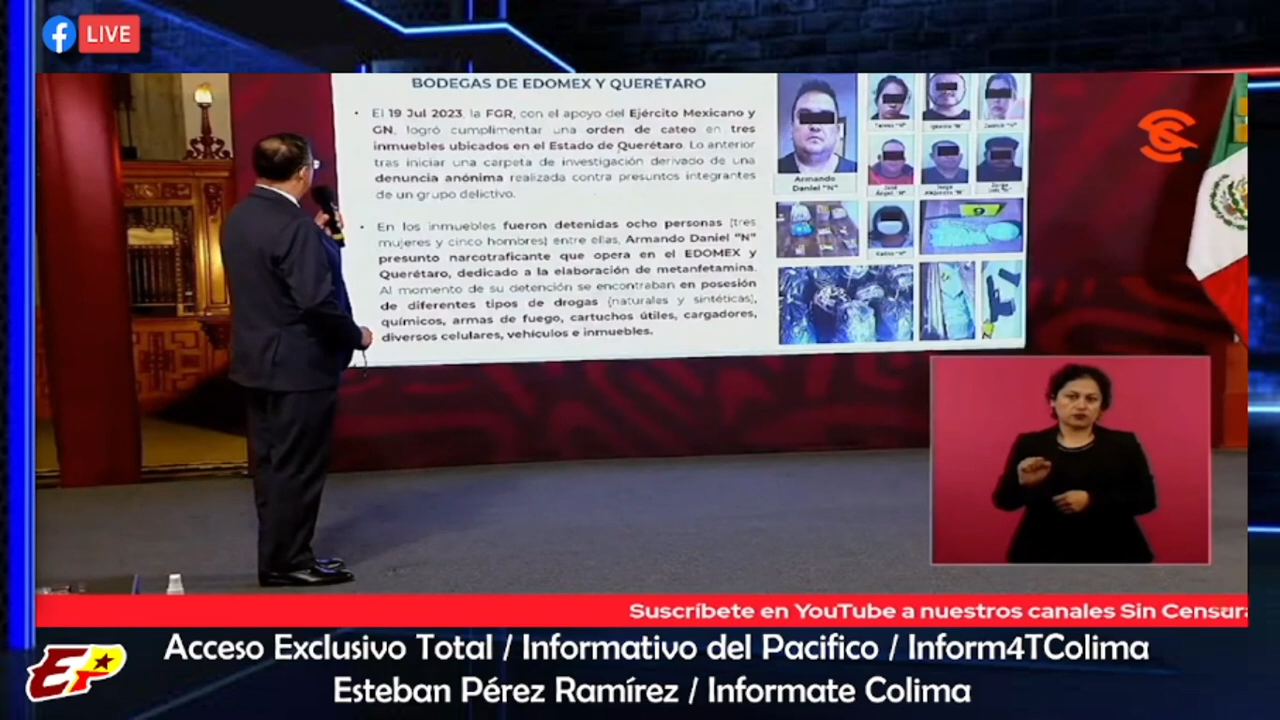 LIVE
BODEGAS DE EDOMEX Y QUERÉTARO
• El 19 Jul 2023, la FGR, con el apoyo del Ejército Mexicano y
GN, logró cumplimentar una orden de cateo en tres
inmuebles ubicados en el Estado de Querétaro. Lo anterior
tras iniciar una carpeta de investigación derivado de una
denuncia anónima realizada contra presuntos integrantes
de un grupo delictivo.
• En los inmuebles fueron detenidas ocho personas (tres
mujeres y cinco hombres) entre ellas, Armando Daniel "N"
presunto narcotraficante que opera en el EDOMEX y
Querétaro, dedicado a la elaboración de metanfetamina.
Al momento de su detención se encontraban en posesión
de diferentes tipos de drogas (naturales y sintéticas),
químicos, armas de fuego, cartuchos útiles, cargadores,
diversos celulares, vehículos e inmuebles.
Armando
Daniel "N"
Suscríbete en YouTube a nuestros canales Sin Censura
EP
Acceso Exclusivo Total / Informativo del Pacifico / Inform4TColima
Esteban Pérez Ramírez / Informate Colima